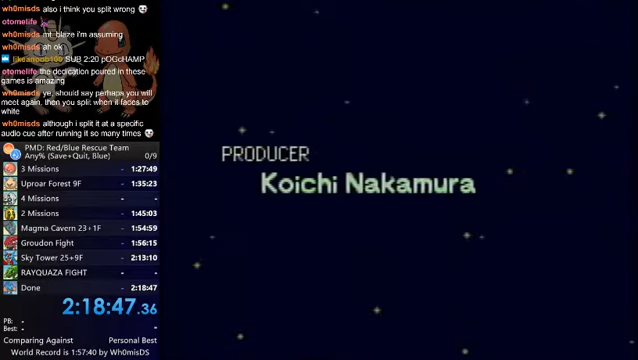 wh0misds also i think you split wrong
otomelife
wh0misds mt. blaze i'm assuming
wh0misds ah ok
likeanoob100 SUB 2:20 pOGcHAMP
otomelife the dedication poured in these
games is amazing
wh0misds ye, should say perhaps you will
meet again, then you split when it faces to
white
wh0misds although i split it at a specific
audio cue after running it so many times
PMD: Red/Blue Rescue Team
Any% (Save+Quit, Blue) 0/9
3 Missions - 1:27:49
Uproar Forest 9F - 1:35:23
4 Missions - -
2 Missions - 1:45:03
Magma Cavern 23+1F - 1:54:59
Groudon Fight - 1:56:15
Sky Tower 25+9F - 2:13:10
RAYQUAZA FIGHT - -
Done - 2:18:47
2:18:47.36
PB: -
Best: -
Comparing Against Personal Best
World Record is 1:57:40 by Wh0misDS
PRODUCER
Koichi Nakamura